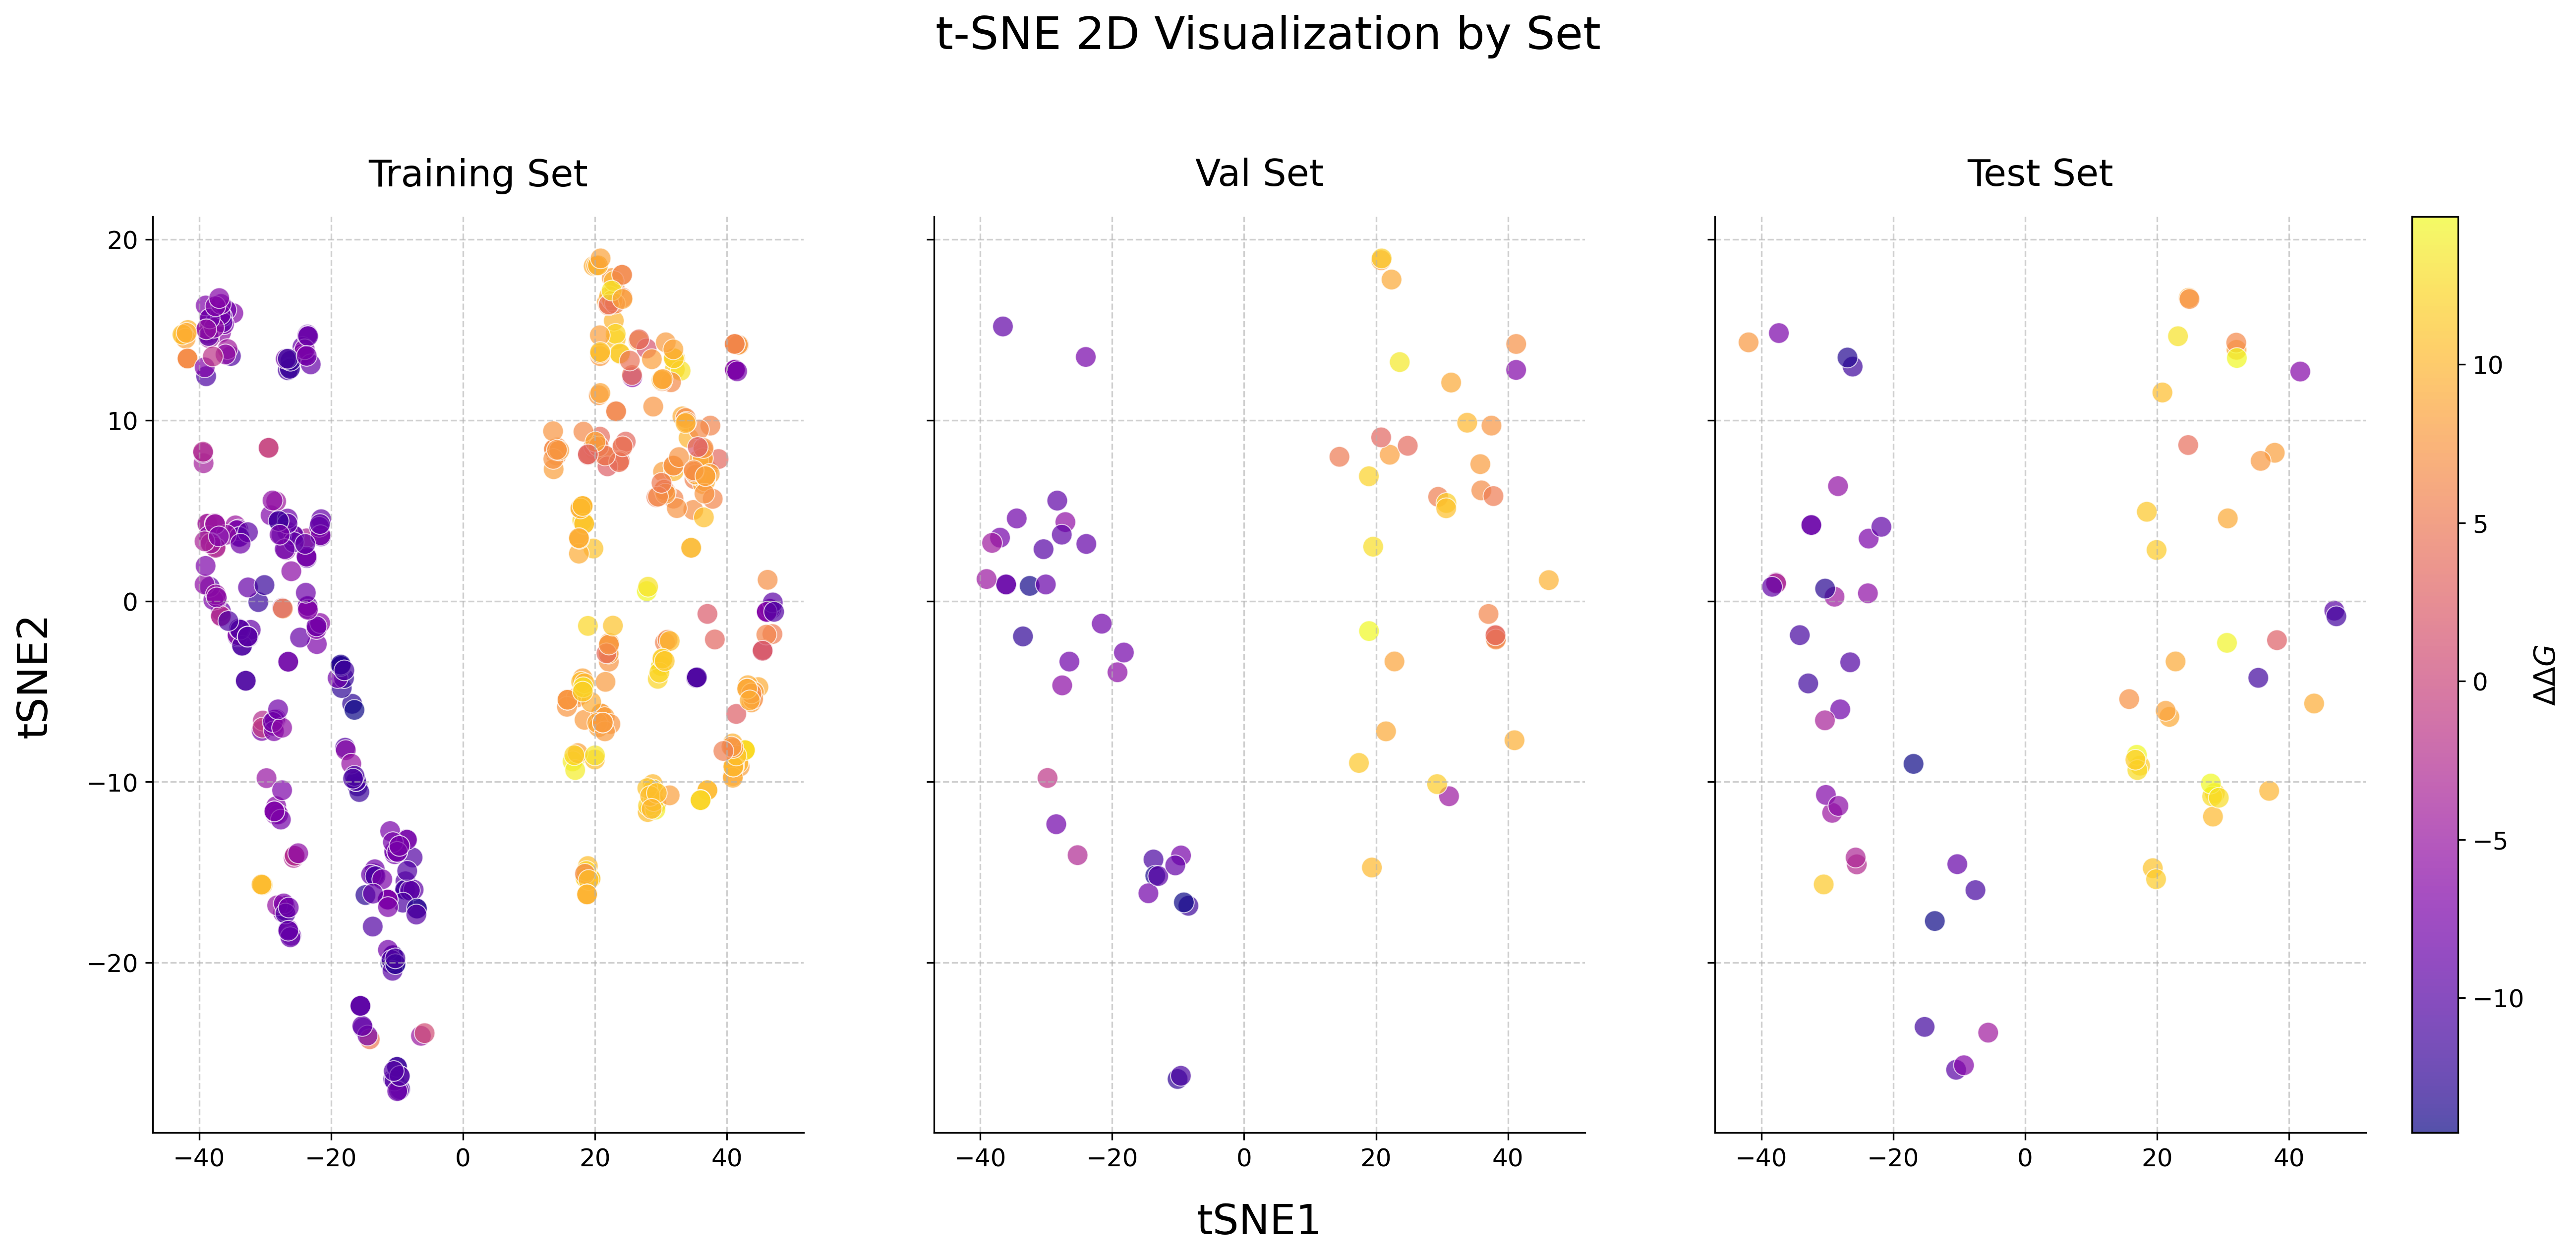 t-SNE 2D Visualization by Set
Training Set
Val Set
Test Set
20
10
0
−10
−20
tSNE2
−40 −20 0 20 40
−40 −20 0 20 40
−40 −20 0 20 40
tSNE1
10
5
0
−5
−10
ΔΔG